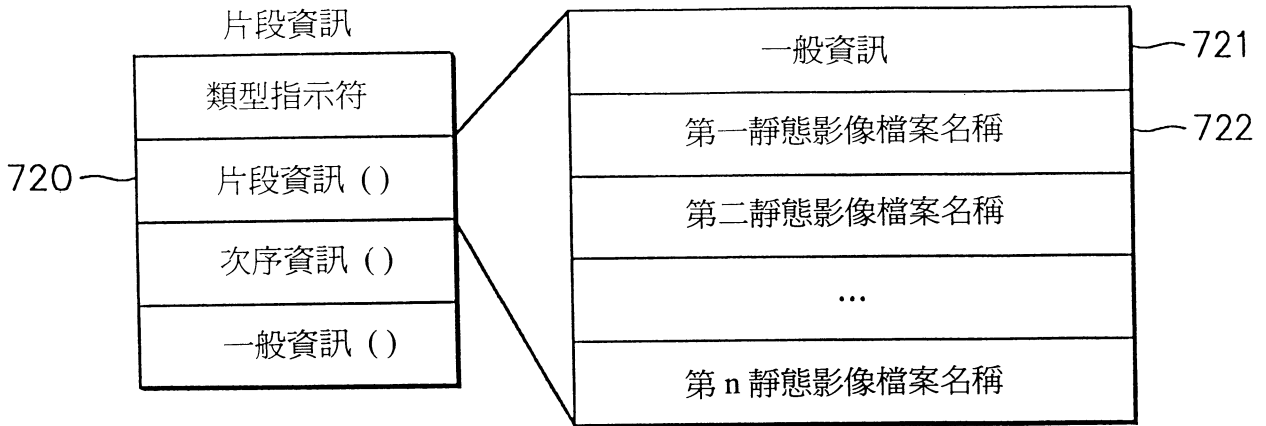 片段資訊
類型指示符
720
片段資訊 ( )
次序資訊 ( )
一般資訊 ( )
一般資訊
721
第一靜態影像檔案名稱
722
第二靜態影像檔案名稱
...
第 n 靜態影像檔案名稱